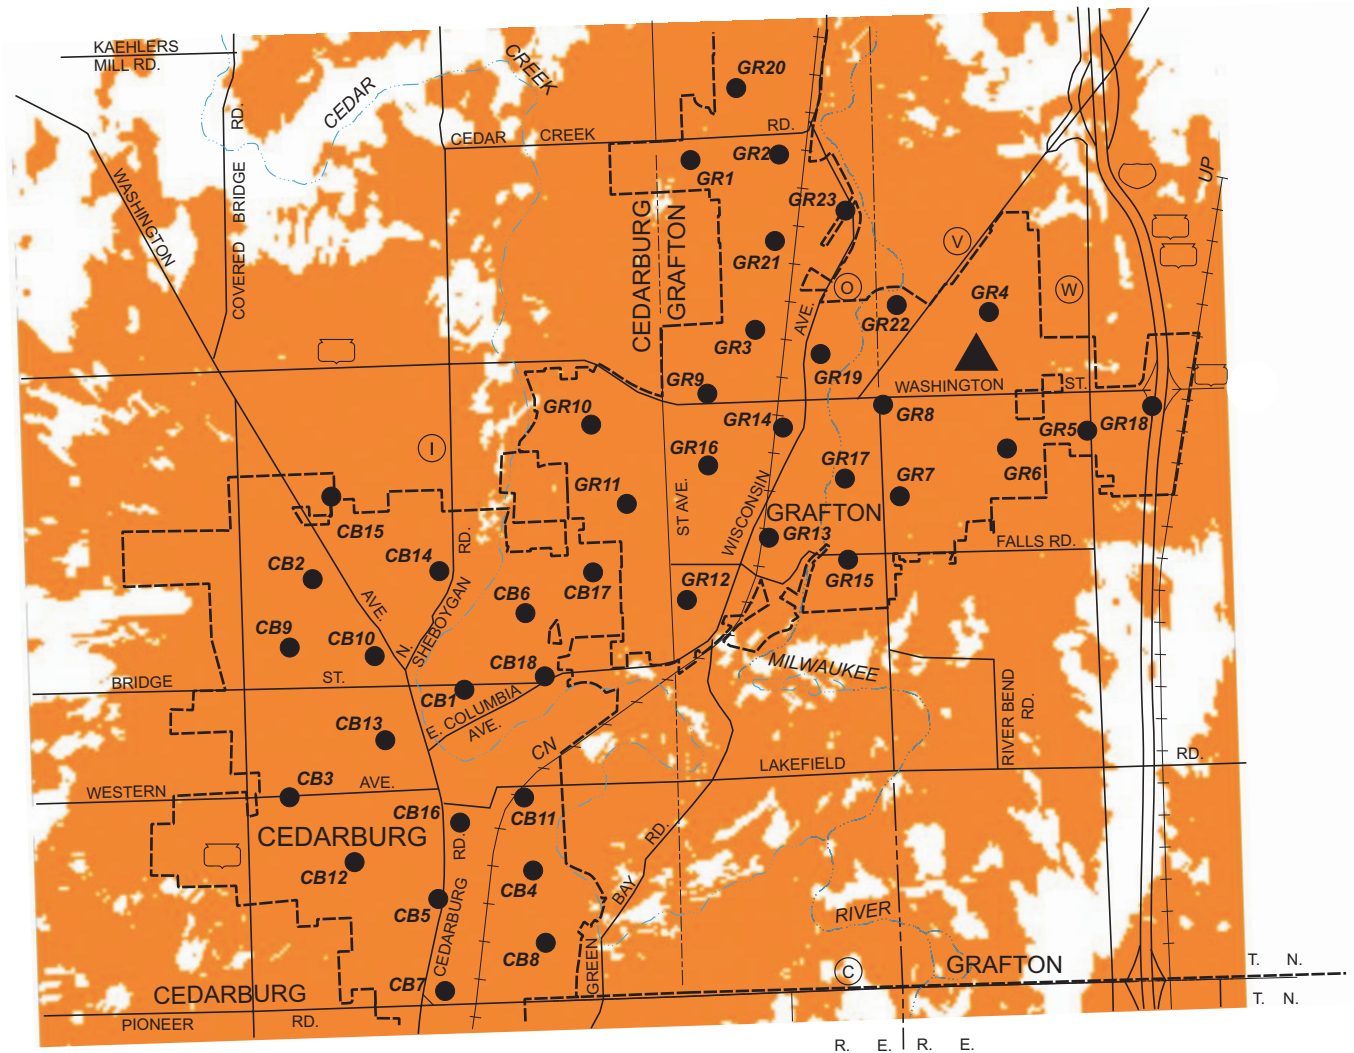 KAEHLERS
MILL RD.
COVERED BRIDGE RD.
CEDAR
CREEK
WASHINGTON
AVE.
CEDAR CREEK RD.
GR20
GR2
GR1
GR23
GR21
CEDARBURG
GRAFTON
UP
V
O
W
GR4
GR22
GR3
AVE.
GR19
GR9
WASHINGTON ST.
GR10
GR14
GR8
GR5
GR18
I
GR16
GR17
GR6
GR11
GR7
ST AVE.
WISCONSIN
GRAFTON
CB15
GR13
FALLS RD.
CB14
RD.
CB2
GR15
GR12
CB17
CB6
N.
SHEBOYGAN
CB9
CB10
CB18
MILWAUKEE
BRIDGE ST.
CB1
E. COLUMBIA
AVE.
RIVER BEND
RD.
CB13
CN
LAKEFIELD RD.
CB3
WESTERN AVE.
CB16
CB11
CEDARBURG
RD.
CB12
CB4
GREEN BAY RD.
CB5
CEDARBURG
RIVER
CB8
CB7
C
GRAFTON
CEDARBURG
T. N.
T. N.
PIONEER RD.
R. E. R. E.